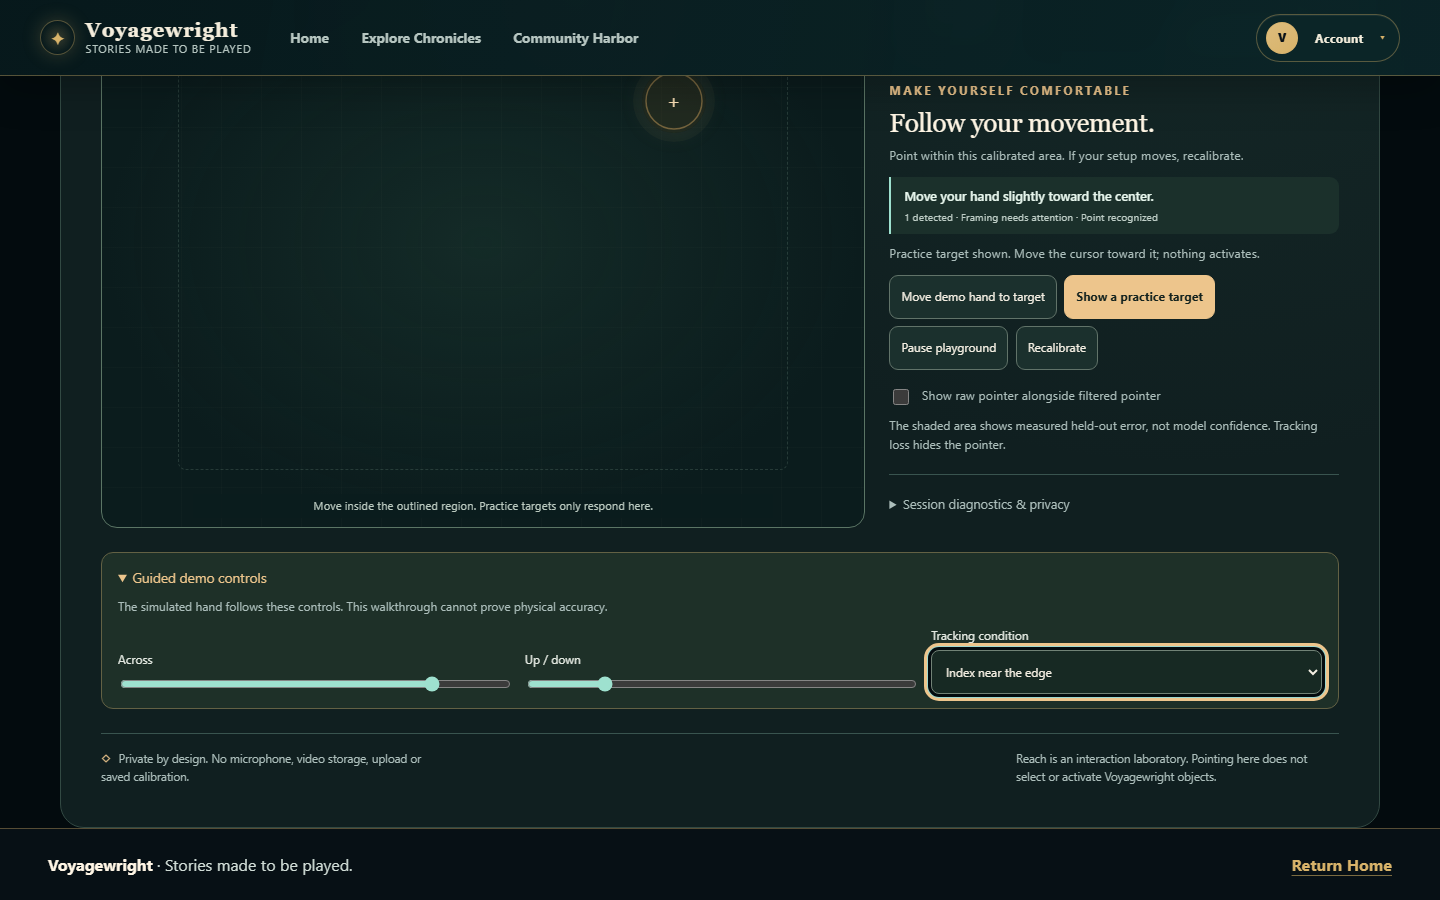 Voyagewright
STORIES MADE TO BE PLAYED
Home
Explore Chronicles
Community Harbor
V
Account
MAKE YOURSELF COMFORTABLE
Follow your movement.
Point within this calibrated area. If your setup moves, recalibrate.
Move your hand slightly toward the center.
1 detected · Framing needs attention · Point recognized
Practice target shown. Move the cursor toward it; nothing activates.
Move demo hand to target
Show a practice target
Pause playground
Recalibrate
Show raw pointer alongside filtered pointer
The shaded area shows measured held-out error, not model confidence. Tracking
loss hides the pointer.
Session diagnostics & privacy
Move inside the outlined region. Practice targets only respond here.
Guided demo controls
The simulated hand follows these controls. This walkthrough cannot prove physical accuracy.
Across
Up / down
Tracking condition
Index near the edge
Private by design. No microphone, video storage, upload or
saved calibration.
Reach is an interaction laboratory. Pointing here does not
select or activate Voyagewright objects.
Voyagewright · Stories made to be played.
Return Home